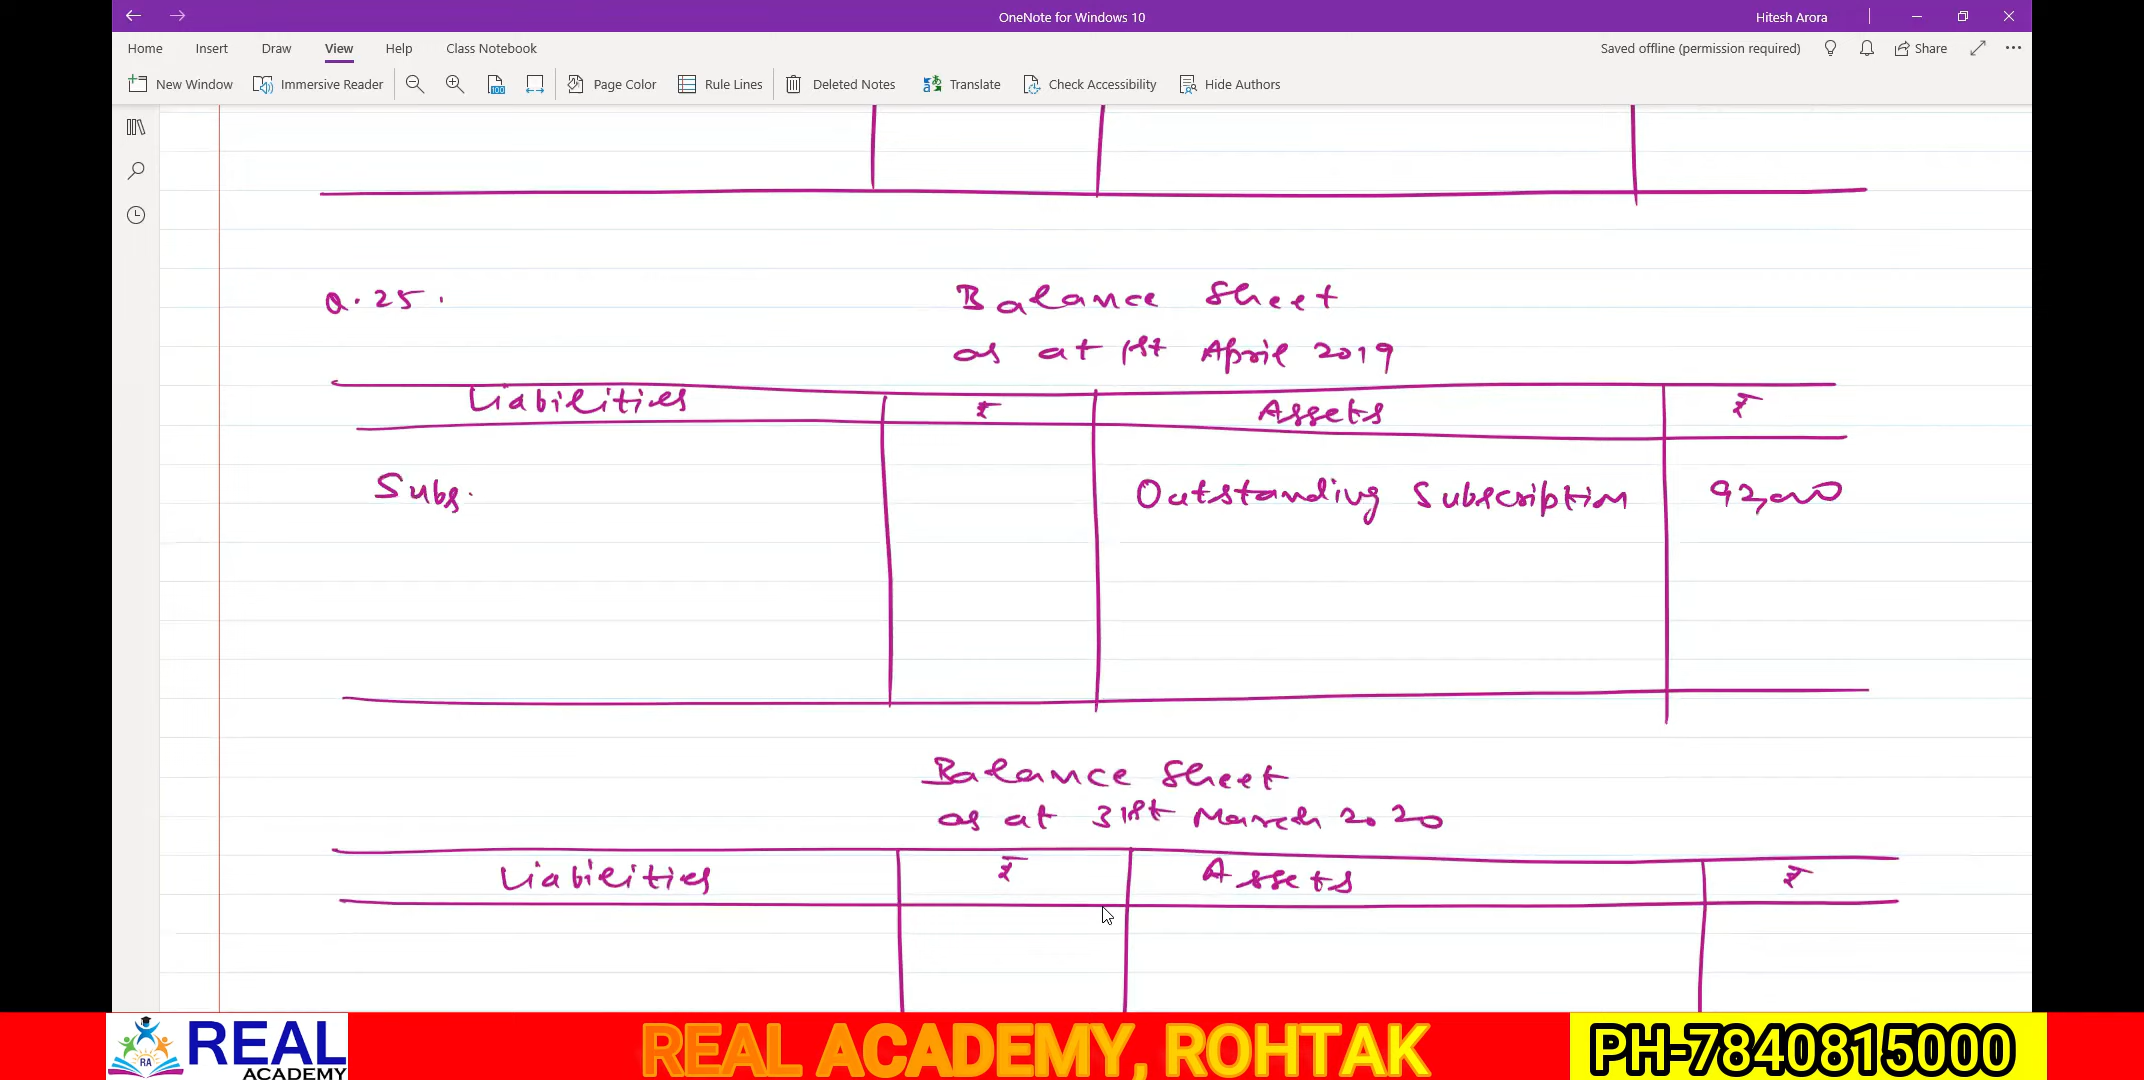 OneNote for Windows 10
Hitesh Arora
Home Insert Draw View Help Class Notebook
Saved offline (permission required) Share
New Window Immersive Reader 100 Page Color Rule Lines Deleted Notes Translate Check Accessibility Hide Authors
Q. 25. Balance Sheet
as at 1st April 2019
Liabilities ₹ Assets ₹
Subs. Outstanding Subscription 92,000
Balance Sheet
as at 31st March 2020
Liabilities ₹ Assets ₹
RA REAL ACADEMY
REAL ACADEMY, ROHTAK
PH-7840815000